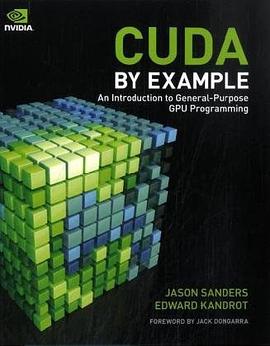 NVIDIA.
CUDA
BY EXAMPLE
An Introduction to General-Purpose
GPU Programming
JASON SANDERS
EDWARD KANDROT
FOREWORD BY JACK DONGARRA